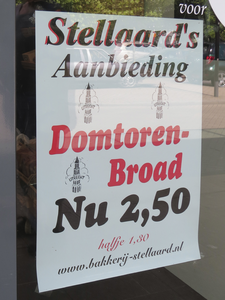 voor
Stellaard's
Aanbieding
Domtoren-
Broad
Nu 2,50
halfje 1,30
www.bakkerij-stellaard.nl